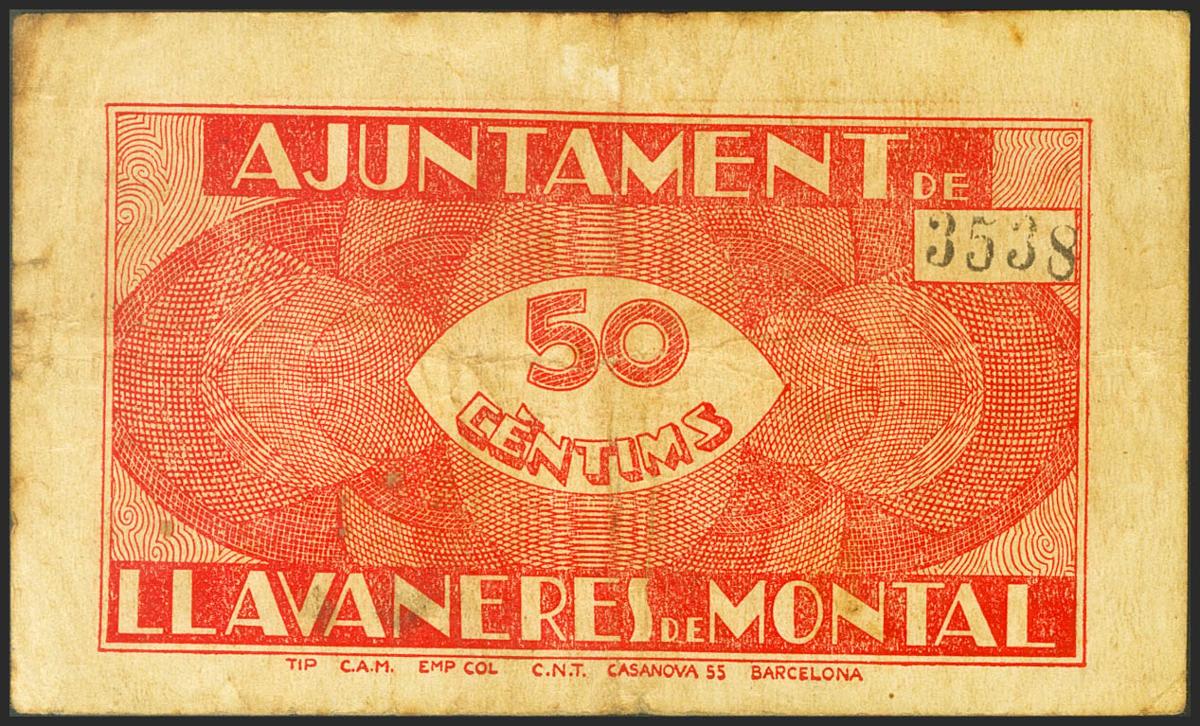 AJUNTAMENT DE
3538
50
CÈNTIMS
LLAVANERES DE MONTAL
TIP C.A.M. EMP COL C.N.T. CASANOVA 55 BARCELONA